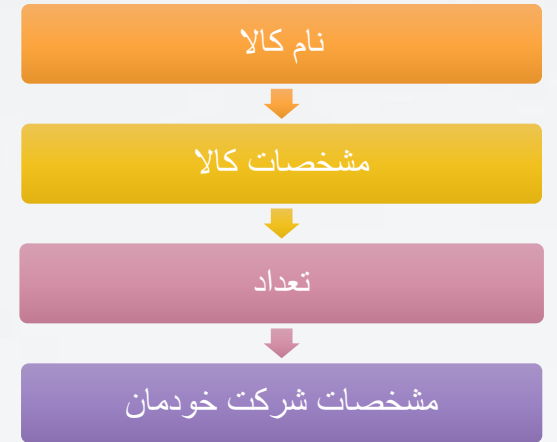 نام کالا
مشخصات کالا
تعداد
مشخصات شرکت خودمان